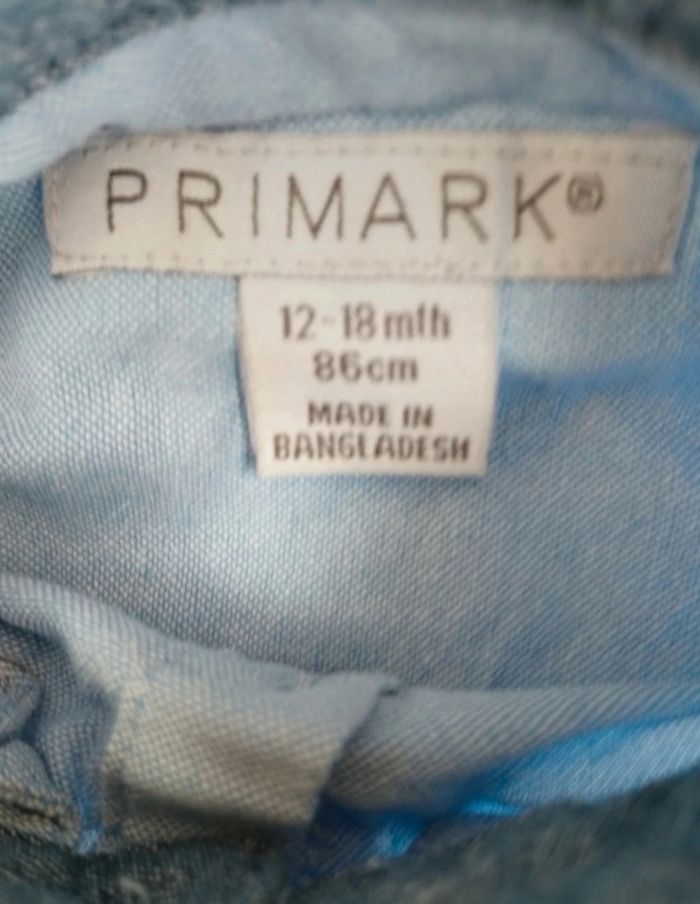 PRIMARK®
12-18 mth
86cm
MADE IN
BANGLADESH